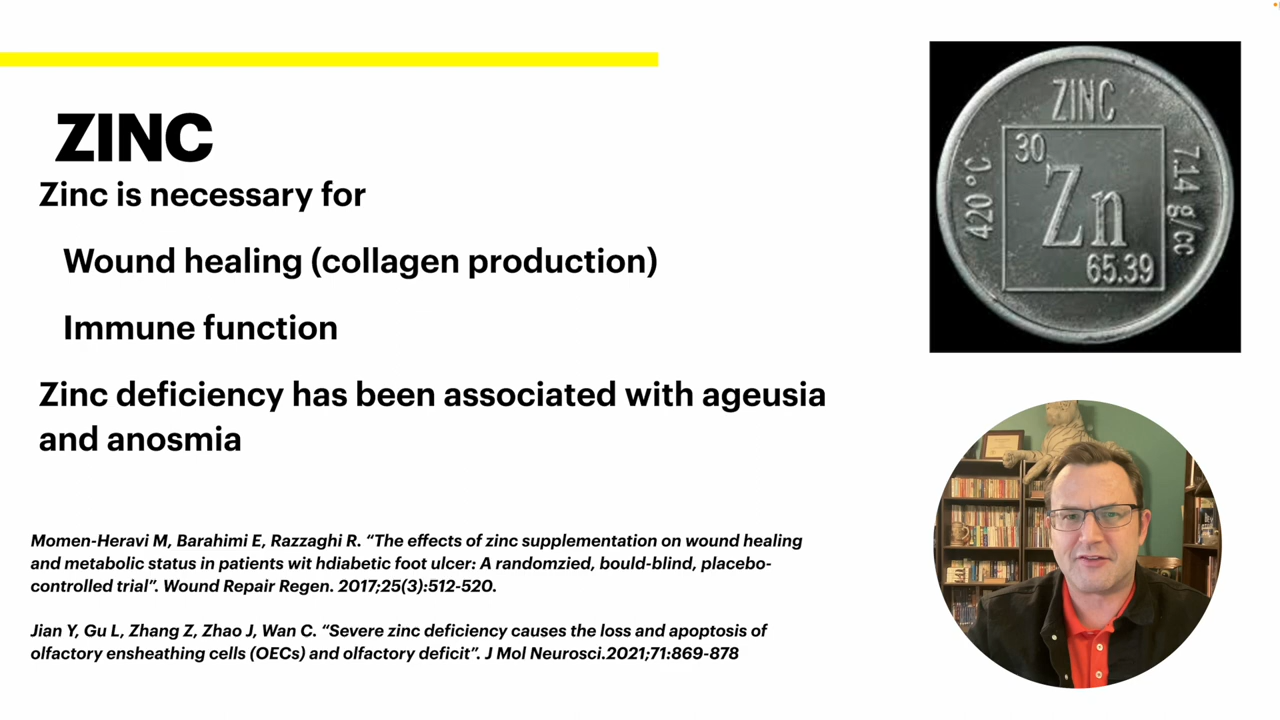 ZINC
Zinc is necessary for
Wound healing (collagen production)
Immune function
Zinc deficiency has been associated with ageusia
and anosmia
Momen-Heravi M, Barahimi E, Razzaghi R. “The effects of zinc supplementation on wound healing
and metabolic status in patients wit hdiabetic foot ulcer: A randomzied, bould-blind, placebo-
controlled trial”. Wound Repair Regen. 2017;25(3):512-520.
Jian Y, Gu L, Zhang Z, Zhao J, Wan C. “Severe zinc deficiency causes the loss and apoptosis of
olfactory ensheathing cells (OECs) and olfactory deficit”. J Mol Neurosci.2021;71:869-878
ZINC
30
Zn
65.39
420 °C
7.14 g/cc